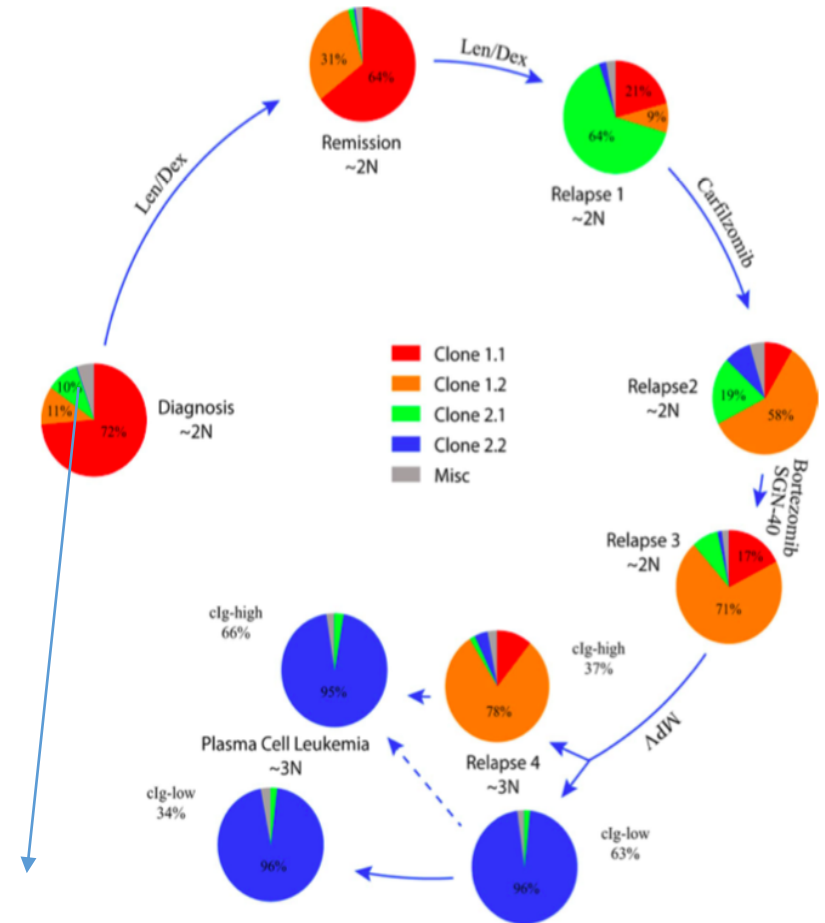 31%
64%
Remission
~2N
Len/Dex
21%
9%
64%
Relapse 1
~2N
Len/Dex
Carfilzomib
10%
11%
72%
Diagnosis
~2N
Clone 1.1
Clone 1.2
Clone 2.1
Clone 2.2
Misc
Relapse2
~2N
19%
58%
Bortezomib
SGN-40
Relapse 3
~2N
17%
71%
MPV
cIg-high
66%
95%
Plasma Cell Leukemia
~3N
cIg-high
37%
78%
Relapse 4
~3N
cIg-low
34%
96%
cIg-low
63%
96%